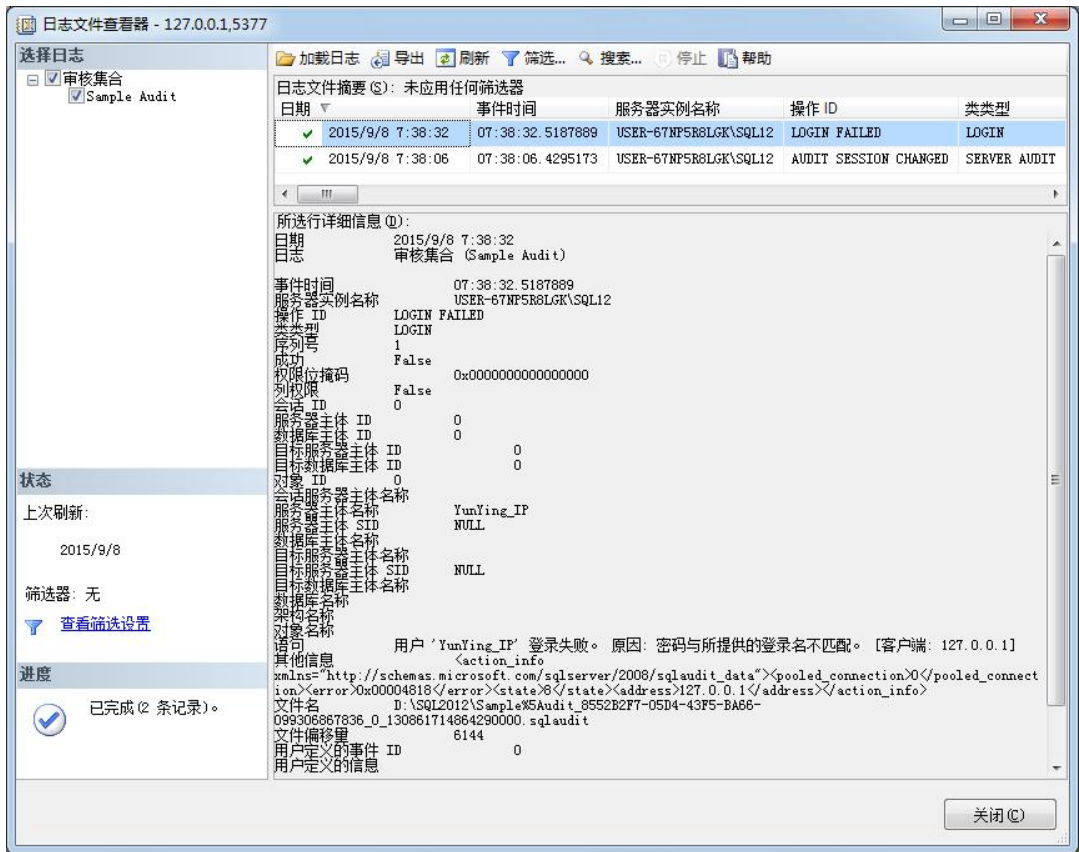 日志文件查看器 - 127.0.0.1,5377
选择日志
审核集合
Sample Audit
加载日志 导出 刷新 筛选... 搜索... 停止 帮助
日志文件摘要(S): 未应用任何筛选器
日期 事件时间 服务器实例名称 操作 ID 类类型
2015/9/8 7:38:32 07:38:32.5187889 USER-67NP5R8LGK\SQL12 LOGIN FAILED LOGIN
2015/9/8 7:38:06 07:38:06.4295173 USER-67NP5R8LGK\SQL12 AUDIT SESSION CHANGED SERVER AUDIT
所选行详细信息(D):
日期 2015/9/8 7:38:32
日志 审核集合 (Sample Audit)
事件时间 07:38:32.5187889
服务器实例名称 USER-67NP5R8LGK\SQL12
操作 ID LOGIN FAILED
类类型 LOGIN
序列号 1
成功 False
权限位掩码 0x0000000000000000
列权限 False
会话 ID 0
服务器主体 ID 0
数据库主体 ID 0
目标服务器主体 ID 0
目标数据库主体 ID 0
对象 ID 0
会话服务器主体名称
服务器主体名称 YunYing_IP
服务器主体 SID NULL
数据库主体名称
目标服务器主体名称
目标服务器主体 SID NULL
目标数据库主体名称
数据库名称
架构名称
对象名称
语句 用户 'YunYing_IP' 登录失败。 原因: 密码与所提供的登录名不匹配。 [客户端: 127.0.0.1]
其他信息 <action_info
xmlns="http://schemas.microsoft.com/sqlserver/2008/sqlaudit_data"><pooled_connection>0</pooled_connect
ion><error>0x00004818</error><state>8</state><address>127.0.0.1</address></action_info>
文件名 D:\SQL2012\Sample%5Audit_8552B2F7-05D4-43F5-BA66-
099306867836_0_130861714864290000.sqlaudit
文件偏移量 6144
用户定义的事件 ID 0
用户定义的信息
状态
上次刷新:
2015/9/8
筛选器: 无
查看筛选设置
进度
已完成(2 条记录)。
关闭(C)